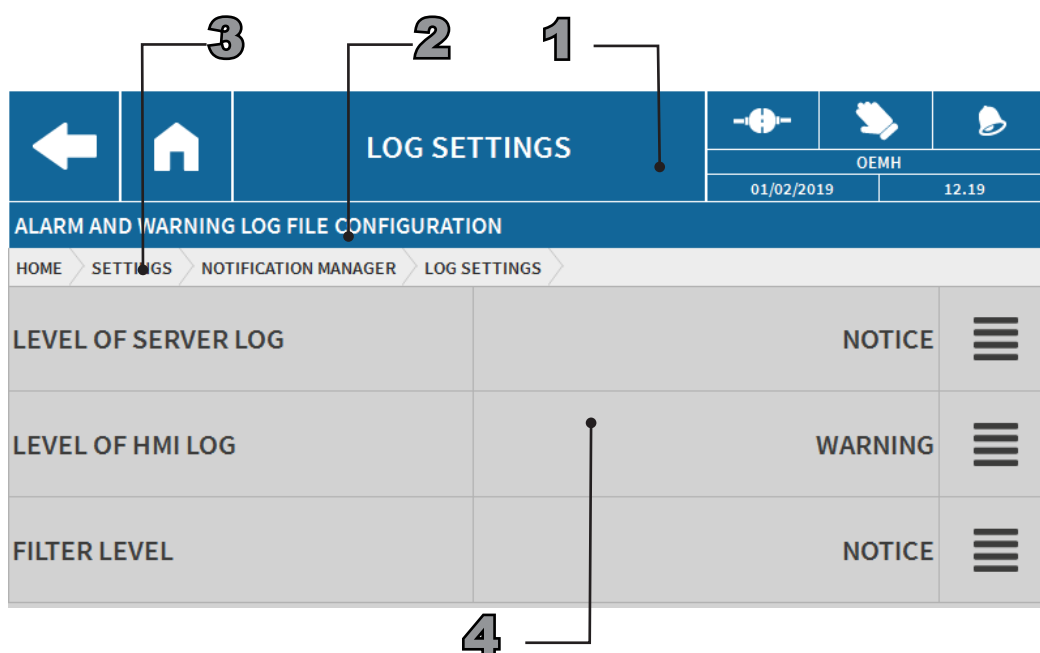 3 2 1
LOG SETTINGS
OEMH
01/02/2019 12.19
ALARM AND WARNING LOG FILE CONFIGURATION
HOME SETTINGS NOTIFICATION MANAGER LOG SETTINGS
LEVEL OF SERVER LOG NOTICE
LEVEL OF HMI LOG WARNING
FILTER LEVEL NOTICE
4